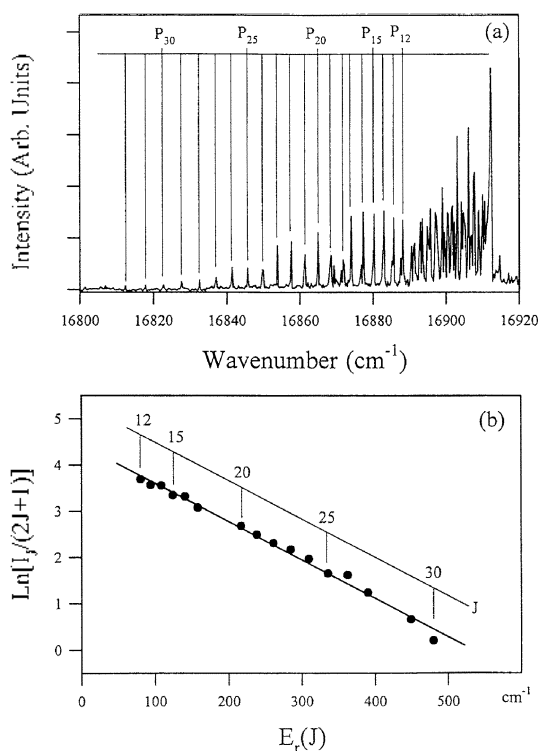 (a)
P30 P25 P20 P15 P12
Intensity (Arb. Units)
16800 16820 16840 16860 16880 16900 16920
Wavenumber (cm-1)
(b)
5
4
3
2
1
0
12
15
20
25
30
J
Ln[IJ/(2J+1)]
0 100 200 300 400 500 cm-1
Er(J)